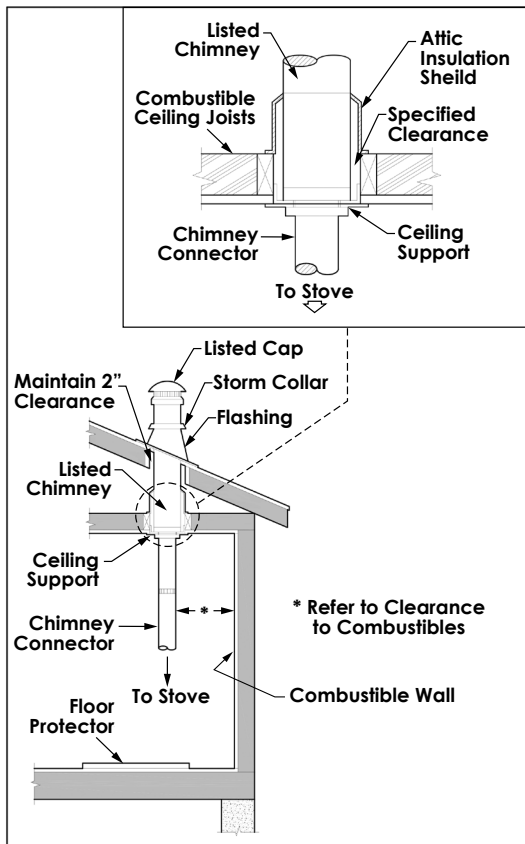 Listed
Chimney
Attic
Insulation
Sheild
Combustible
Ceiling Joists
Specified
Clearance
Chimney
Connector
Ceiling
Support
To Stove
Listed Cap
Maintain 2”
Clearance
Storm Collar
Flashing
Listed
Chimney
Ceiling
Support
*
* Refer to Clearance
to Combustibles
Chimney
Connector
To Stove
Combustible Wall
Floor
Protector